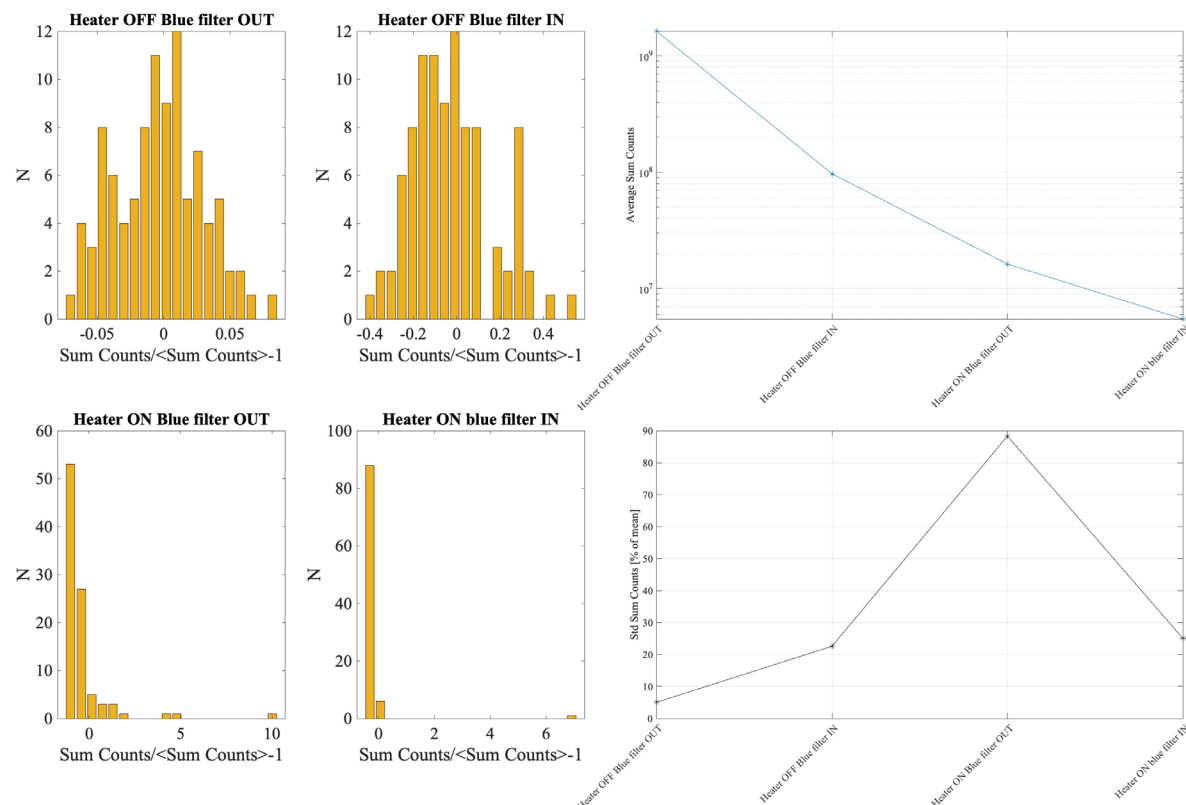 Heater OFF Blue filter OUT
12
10
8
6
4
2
0
N
-0.05
0
0.05
Sum Counts/<Sum Counts>-1
Heater OFF Blue filter IN
12
10
8
6
4
2
0
N
-0.4
-0.2
0
0.2
0.4
Sum Counts/<Sum Counts>-1
10^9
10^8
10^7
Average Sum Counts
Heater OFF Blue filter OUT
Heater OFF Blue filter IN
Heater ON Blue filter OUT
Heater ON blue filter IN
Heater ON Blue filter OUT
60
50
40
30
20
10
0
N
0
5
10
Sum Counts/<Sum Counts>-1
Heater ON blue filter IN
100
80
60
40
20
0
N
0
2
4
6
Sum Counts/<Sum Counts>-1
90
80
70
60
50
40
30
20
10
0
Std Sum Counts [% of mean]
Heater OFF Blue filter OUT
Heater OFF Blue filter IN
Heater ON Blue filter OUT
Heater ON blue filter IN